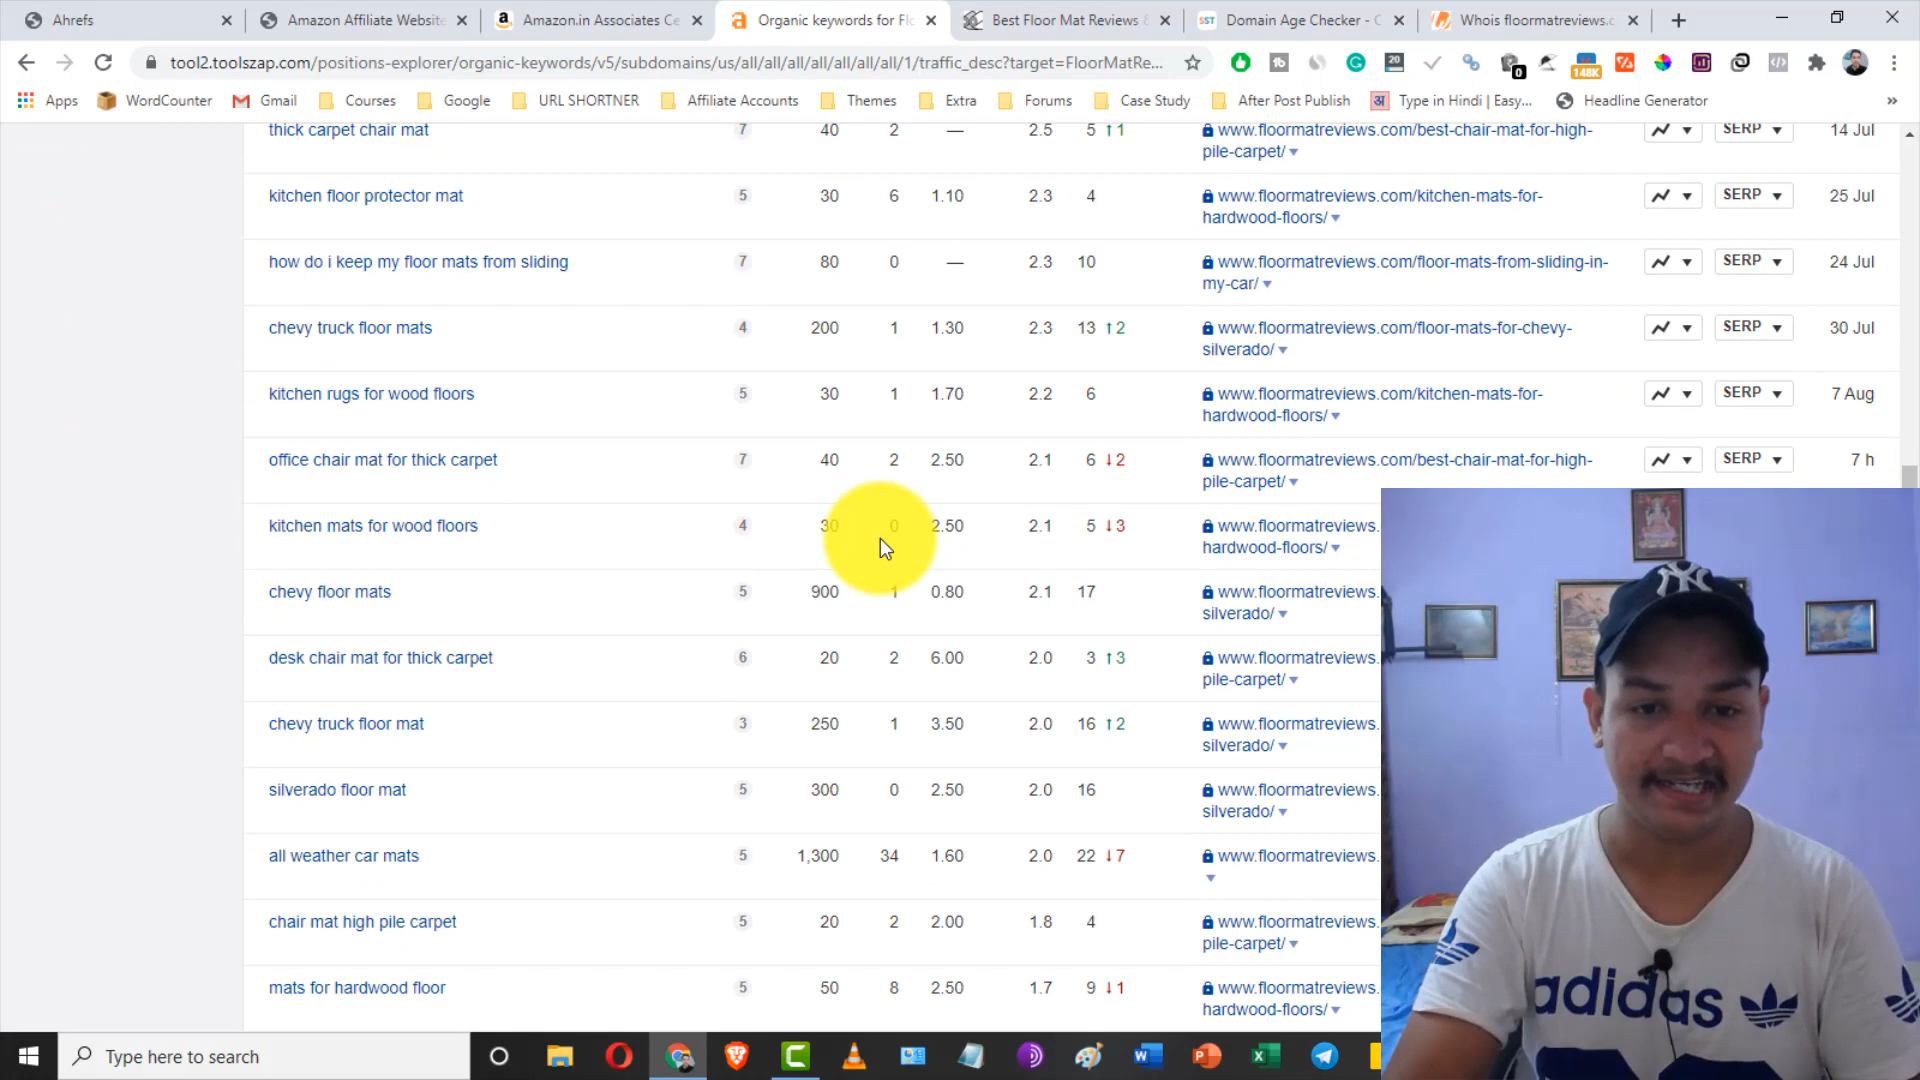 Ahrefs
Amazon Affiliate Website
Amazon.in Associates Ce
Organic keywords for Fl
Best Floor Mat Reviews
Domain Age Checker - C
Whois floormatreviews.c
tool2.toolszap.com/positions-explorer/organic-keywords/v5/subdomains/us/all/all/all/all/all/all/all/1/traffic_desc?target=FloorMatRe...
20
0
148K
Apps WordCounter Gmail Courses Google URL SHORTNER Affiliate Accounts Themes Extra Forums Case Study After Post Publish अ Type in Hindi | Easy... Headline Generator »
thick carpet chair mat 7 40 2 — 2.5 5 ↑1 www.floormatreviews.com/best-chair-mat-for-high- SERP 14 Jul
pile-carpet/
kitchen floor protector mat 5 30 6 1.10 2.3 4 www.floormatreviews.com/kitchen-mats-for- SERP 25 Jul
hardwood-floors/
how do i keep my floor mats from sliding 7 80 0 — 2.3 10 www.floormatreviews.com/floor-mats-from-sliding-in- SERP 24 Jul
my-car/
chevy truck floor mats 4 200 1 1.30 2.3 13 ↑2 www.floormatreviews.com/floor-mats-for-chevy- SERP 30 Jul
silverado/
kitchen rugs for wood floors 5 30 1 1.70 2.2 6 www.floormatreviews.com/kitchen-mats-for- SERP 7 Aug
hardwood-floors/
office chair mat for thick carpet 7 40 2 2.50 2.1 6 ↓2 www.floormatreviews.com/best-chair-mat-for-high- SERP 7 h
pile-carpet/
kitchen mats for wood floors 4 30 0 2.50 2.1 5 ↓3 www.floormatreviews.
hardwood-floors/
chevy floor mats 5 900 1 0.80 2.1 17 www.floormatreviews.
silverado/
desk chair mat for thick carpet 6 20 2 6.00 2.0 3 ↑3 www.floormatreviews.
pile-carpet/
chevy truck floor mat 3 250 1 3.50 2.0 16 ↑2 www.floormatreviews.
silverado/
silverado floor mat 5 300 0 2.50 2.0 16 www.floormatreviews.
silverado/
all weather car mats 5 1,300 34 1.60 2.0 22 ↓7 www.floormatreviews.
chair mat high pile carpet 5 20 2 2.00 1.8 4 www.floormatreviews.
pile-carpet/
mats for hardwood floor 5 50 8 2.50 1.7 9 ↓1 www.floormatreviews.
hardwood-floors/
adidas
Type here to search